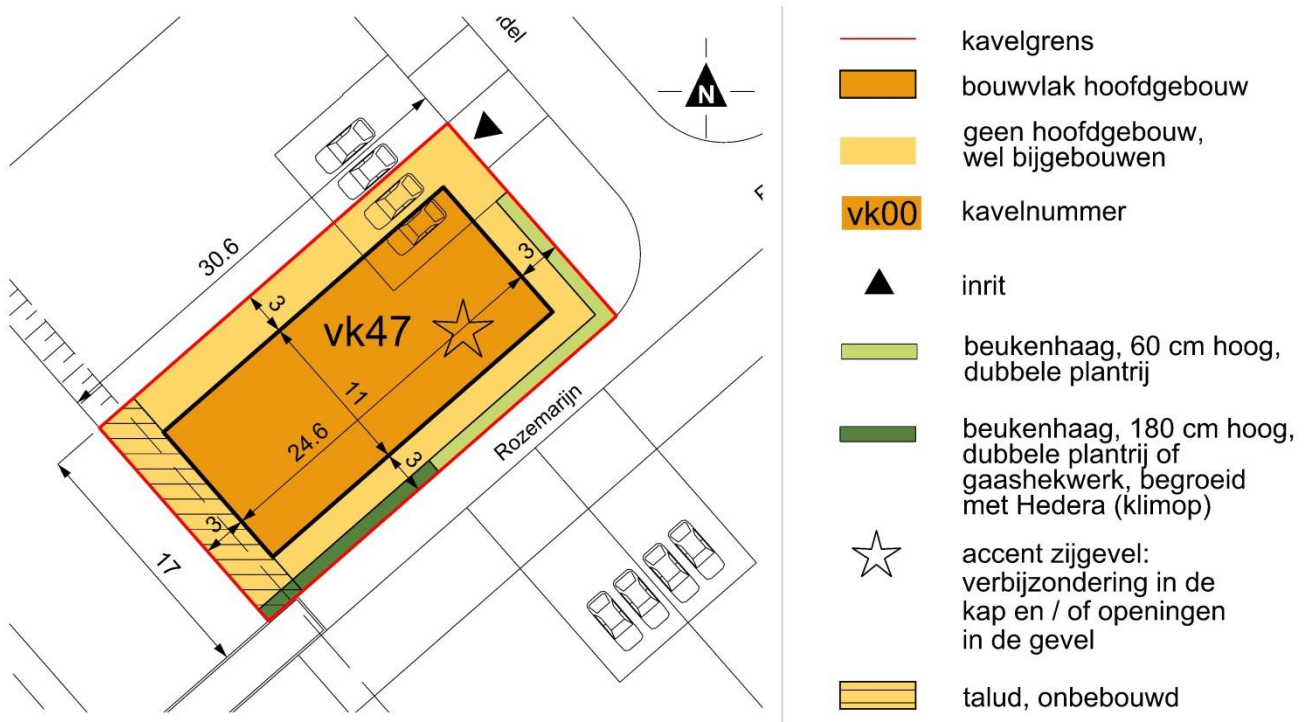 ndel
N
30.6
3
3
vk47
11
24.6
Rozemarijn
3
3
17
kavelgrens
bouwvlak hoofdgebouw
geen hoofdgebouw,
wel bijgebouwen
vk00
kavelnummer
inrit
beukenhaag, 60 cm hoog,
dubbele plantrij
beukenhaag, 180 cm hoog,
dubbele plantrij of
gaashekwerk, begroeid
met Hedera (klimop)
accent zijgevel:
verbijzondering in de
kap en / of openingen
in de gevel
talud, onbebouwd